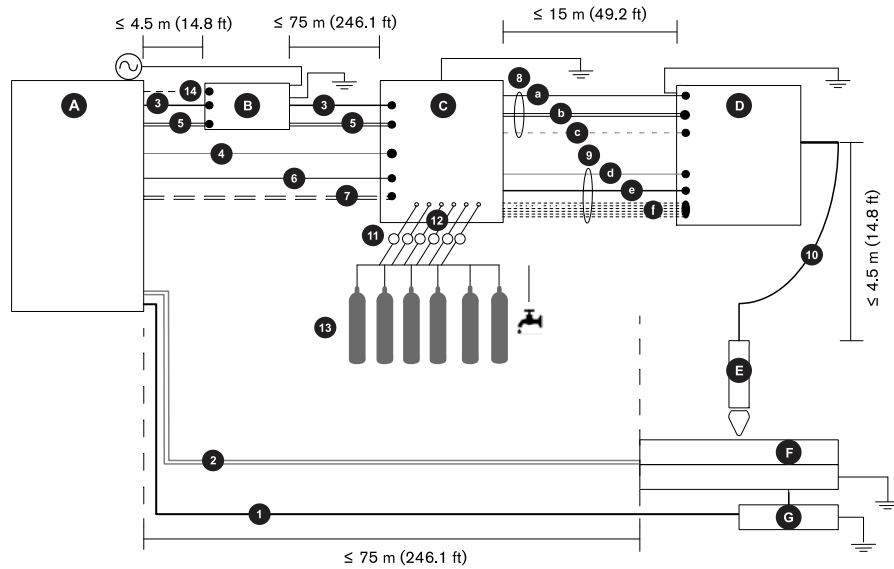 ≤ 4.5 m (14.8 ft)
≤ 75 m (246.1 ft)
≤ 15 m (49.2 ft)
A
14
B
3
3
5
5
4
6
7
C
8
a
b
c
9
d
e
f
D
11
12
13
10
≤ 4.5 m (14.8 ft)
E
2
F
1
G
≤ 75 m (246.1 ft)